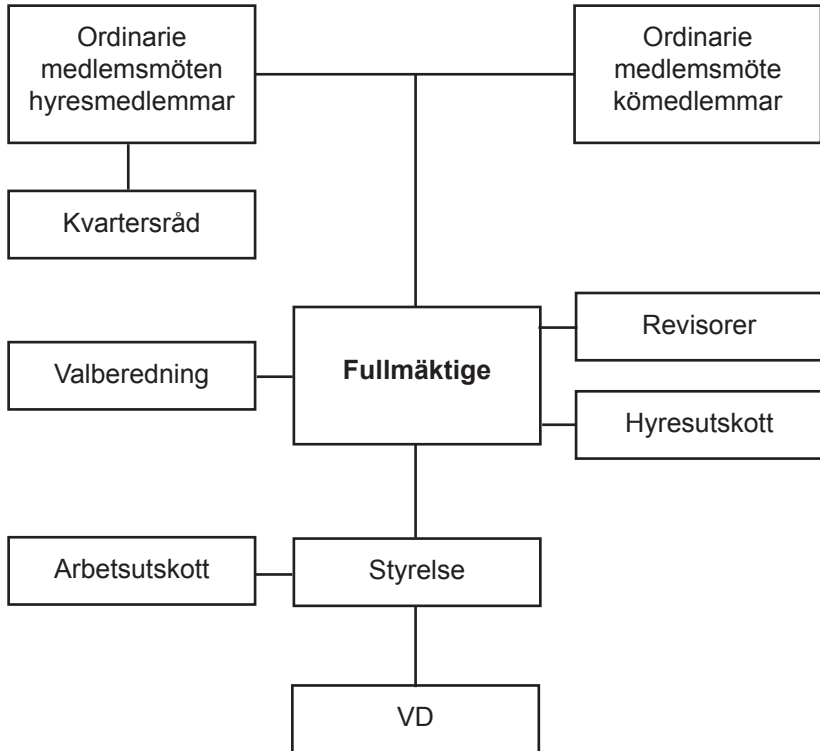 Ordinarie
medlemsmöten
hyresmedlemmar
Ordinarie
medlemsmöte
kömedlemmar
Kvartersråd
Revisorer
Valberedning
Fullmäktige
Hyresutskott
Arbetsutskott
Styrelse
VD